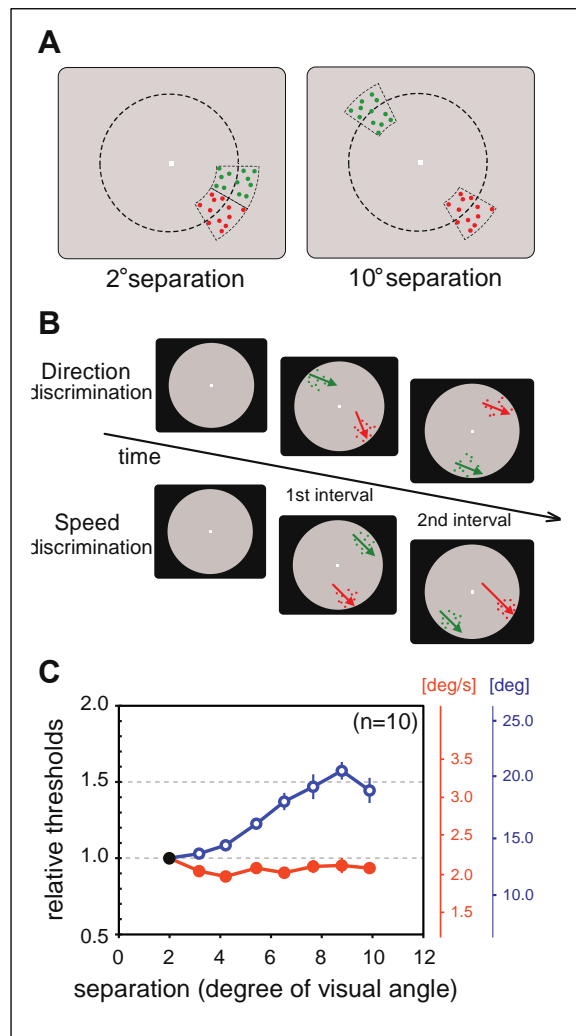 A
2°separation
10°separation
B
Direction
discrimination
time
1st interval
Speed
discrimination
2nd interval
C
[deg/s] [deg]
(n=10)
relative thresholds
2.0
1.5
1.0
0.5
0 2 4 6 8 10 12
separation (degree of visual angle)
3.5
3.0
2.5
2.0
1.5
25.0
20.0
15.0
10.0